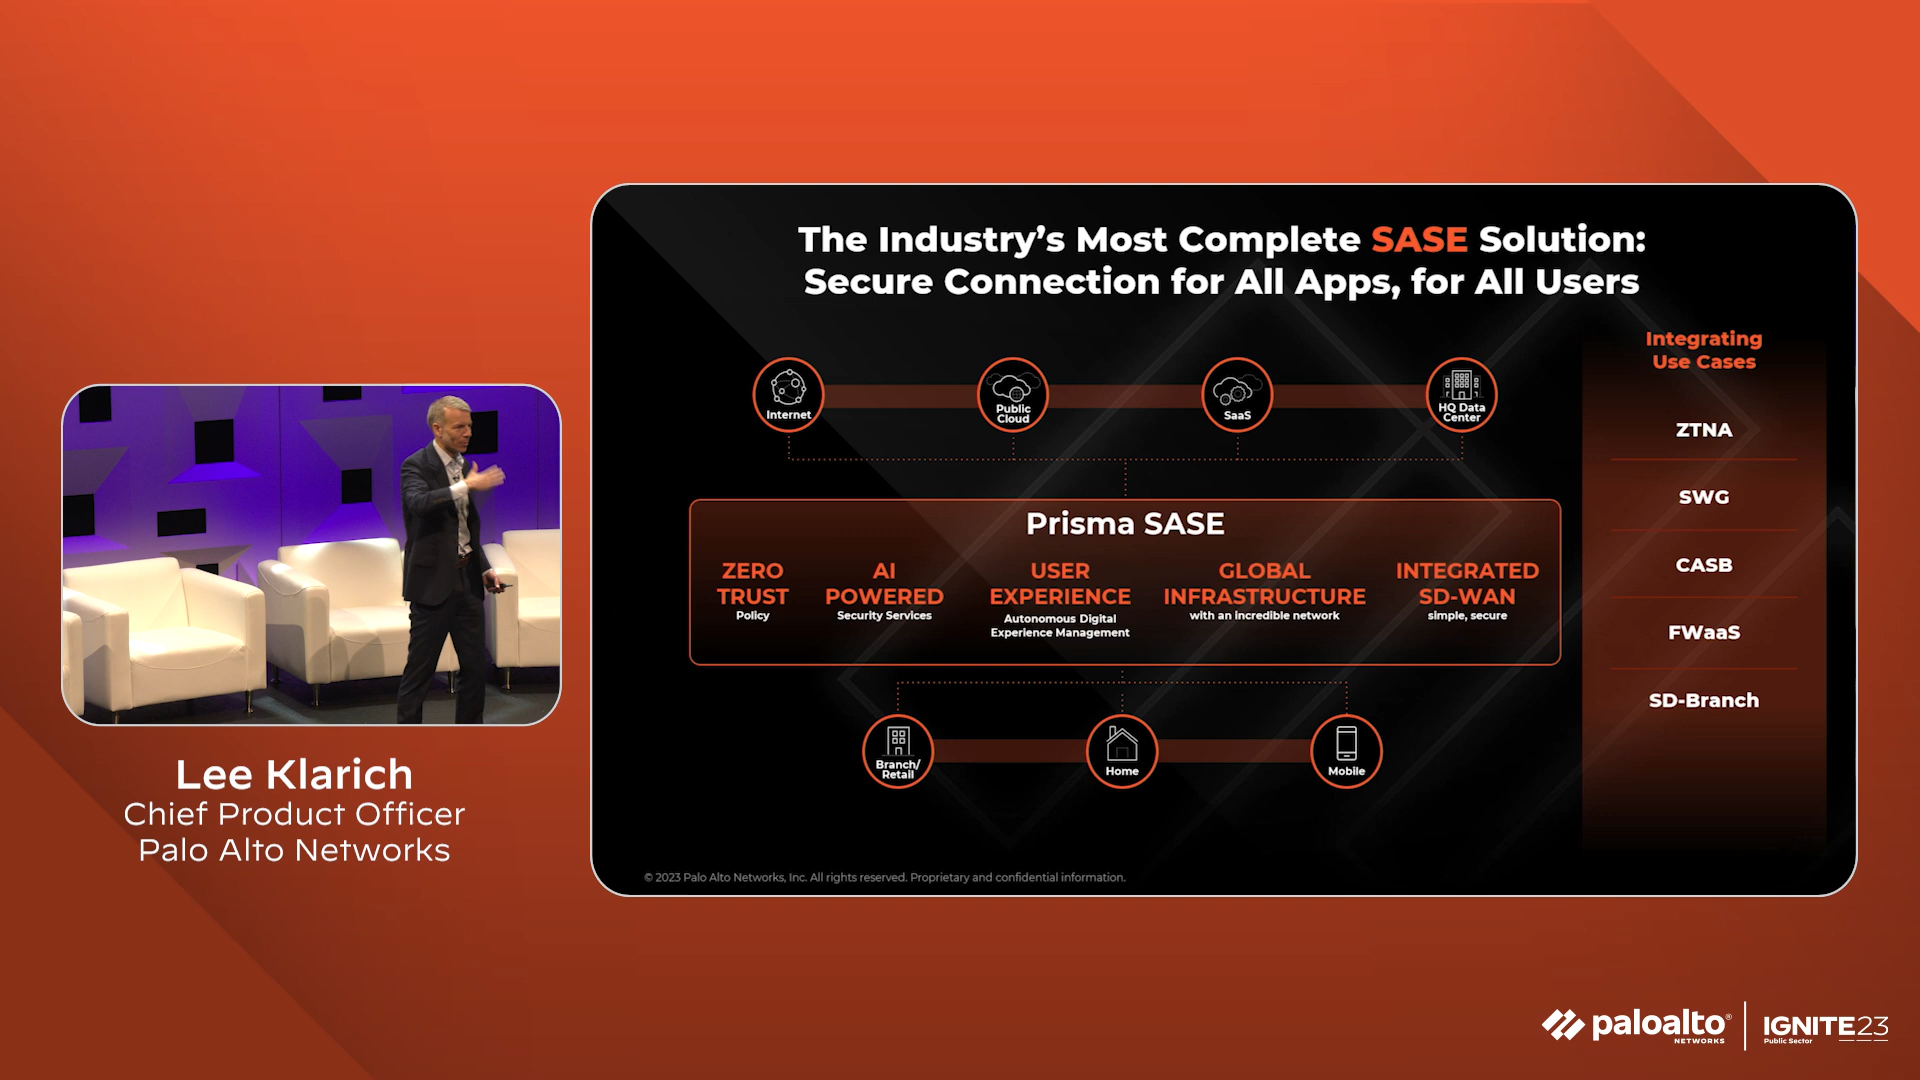 The Industry's Most Complete SASE Solution:
Secure Connection for All Apps, for All Users
Internet
Public
Cloud
SaaS
HQ Data
Center
Prisma SASE
ZERO
TRUST
Policy
AI
POWERED
Security Services
USER
EXPERIENCE
Autonomous Digital
Experience Management
GLOBAL
INFRASTRUCTURE
with an incredible network
INTEGRATED
SD-WAN
simple, secure
Branch/
Retail
Home
Mobile
Integrating
Use Cases
ZTNA
SWG
CASB
FWaaS
SD-Branch
© 2023 Palo Alto Networks, Inc. All rights reserved. Proprietary and confidential information.
Lee Klarich
Chief Product Officer
Palo Alto Networks
paloalto®
NETWORKS
IGNITE23
Public Sector